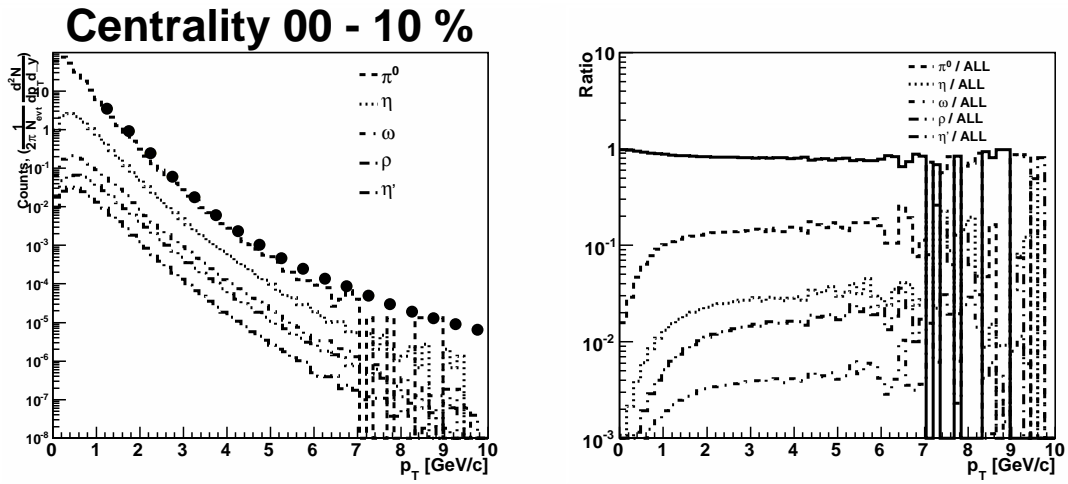 Centrality 00 - 10 %
Counts, (1/2π N_evt d²N/dp_T d_y)
10
1
10^-1
10^-2
10^-3
10^-4
10^-5
10^-6
10^-7
10^-8
0 1 2 3 4 5 6 7 8 9 10
p_T [GeV/c]
π^0
η
ω
ρ
η'
Ratio
10
1
10^-1
10^-2
10^-3
0 1 2 3 4 5 6 7 8 9 10
p_T [GeV/c]
π^0 / ALL
η / ALL
ω / ALL
ρ / ALL
η' / ALL